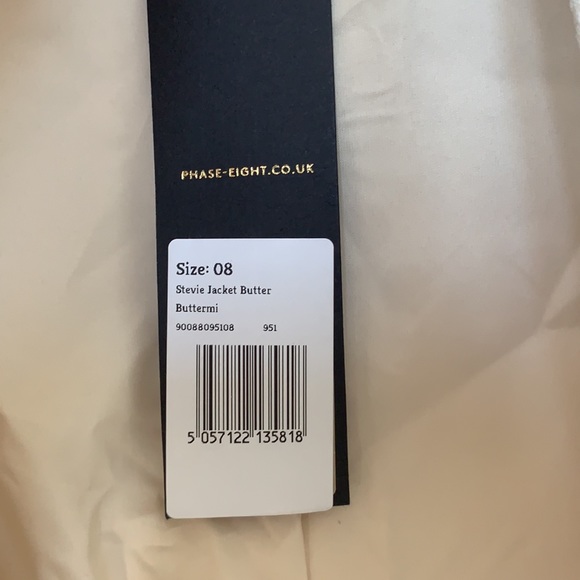 PHASE-EIGHT.CO.UK
Size: 08
Stevie Jacket Butter
Buttermi
90088095108 951
5 057122 135818